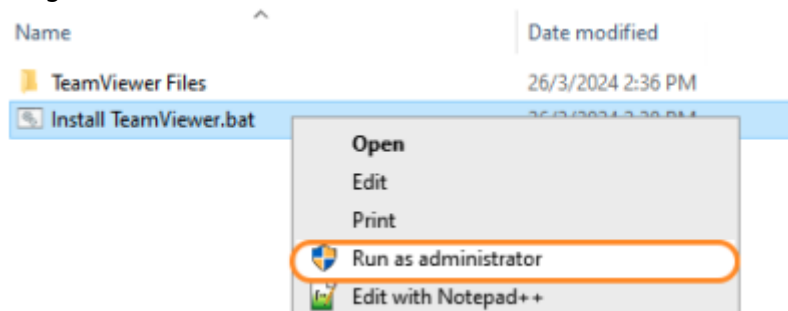 Name Date modified
TeamViewer Files 26/3/2024 2:36 PM
Install TeamViewer.bat
Open
Edit
Print
Run as administrator
Edit with Notepad++